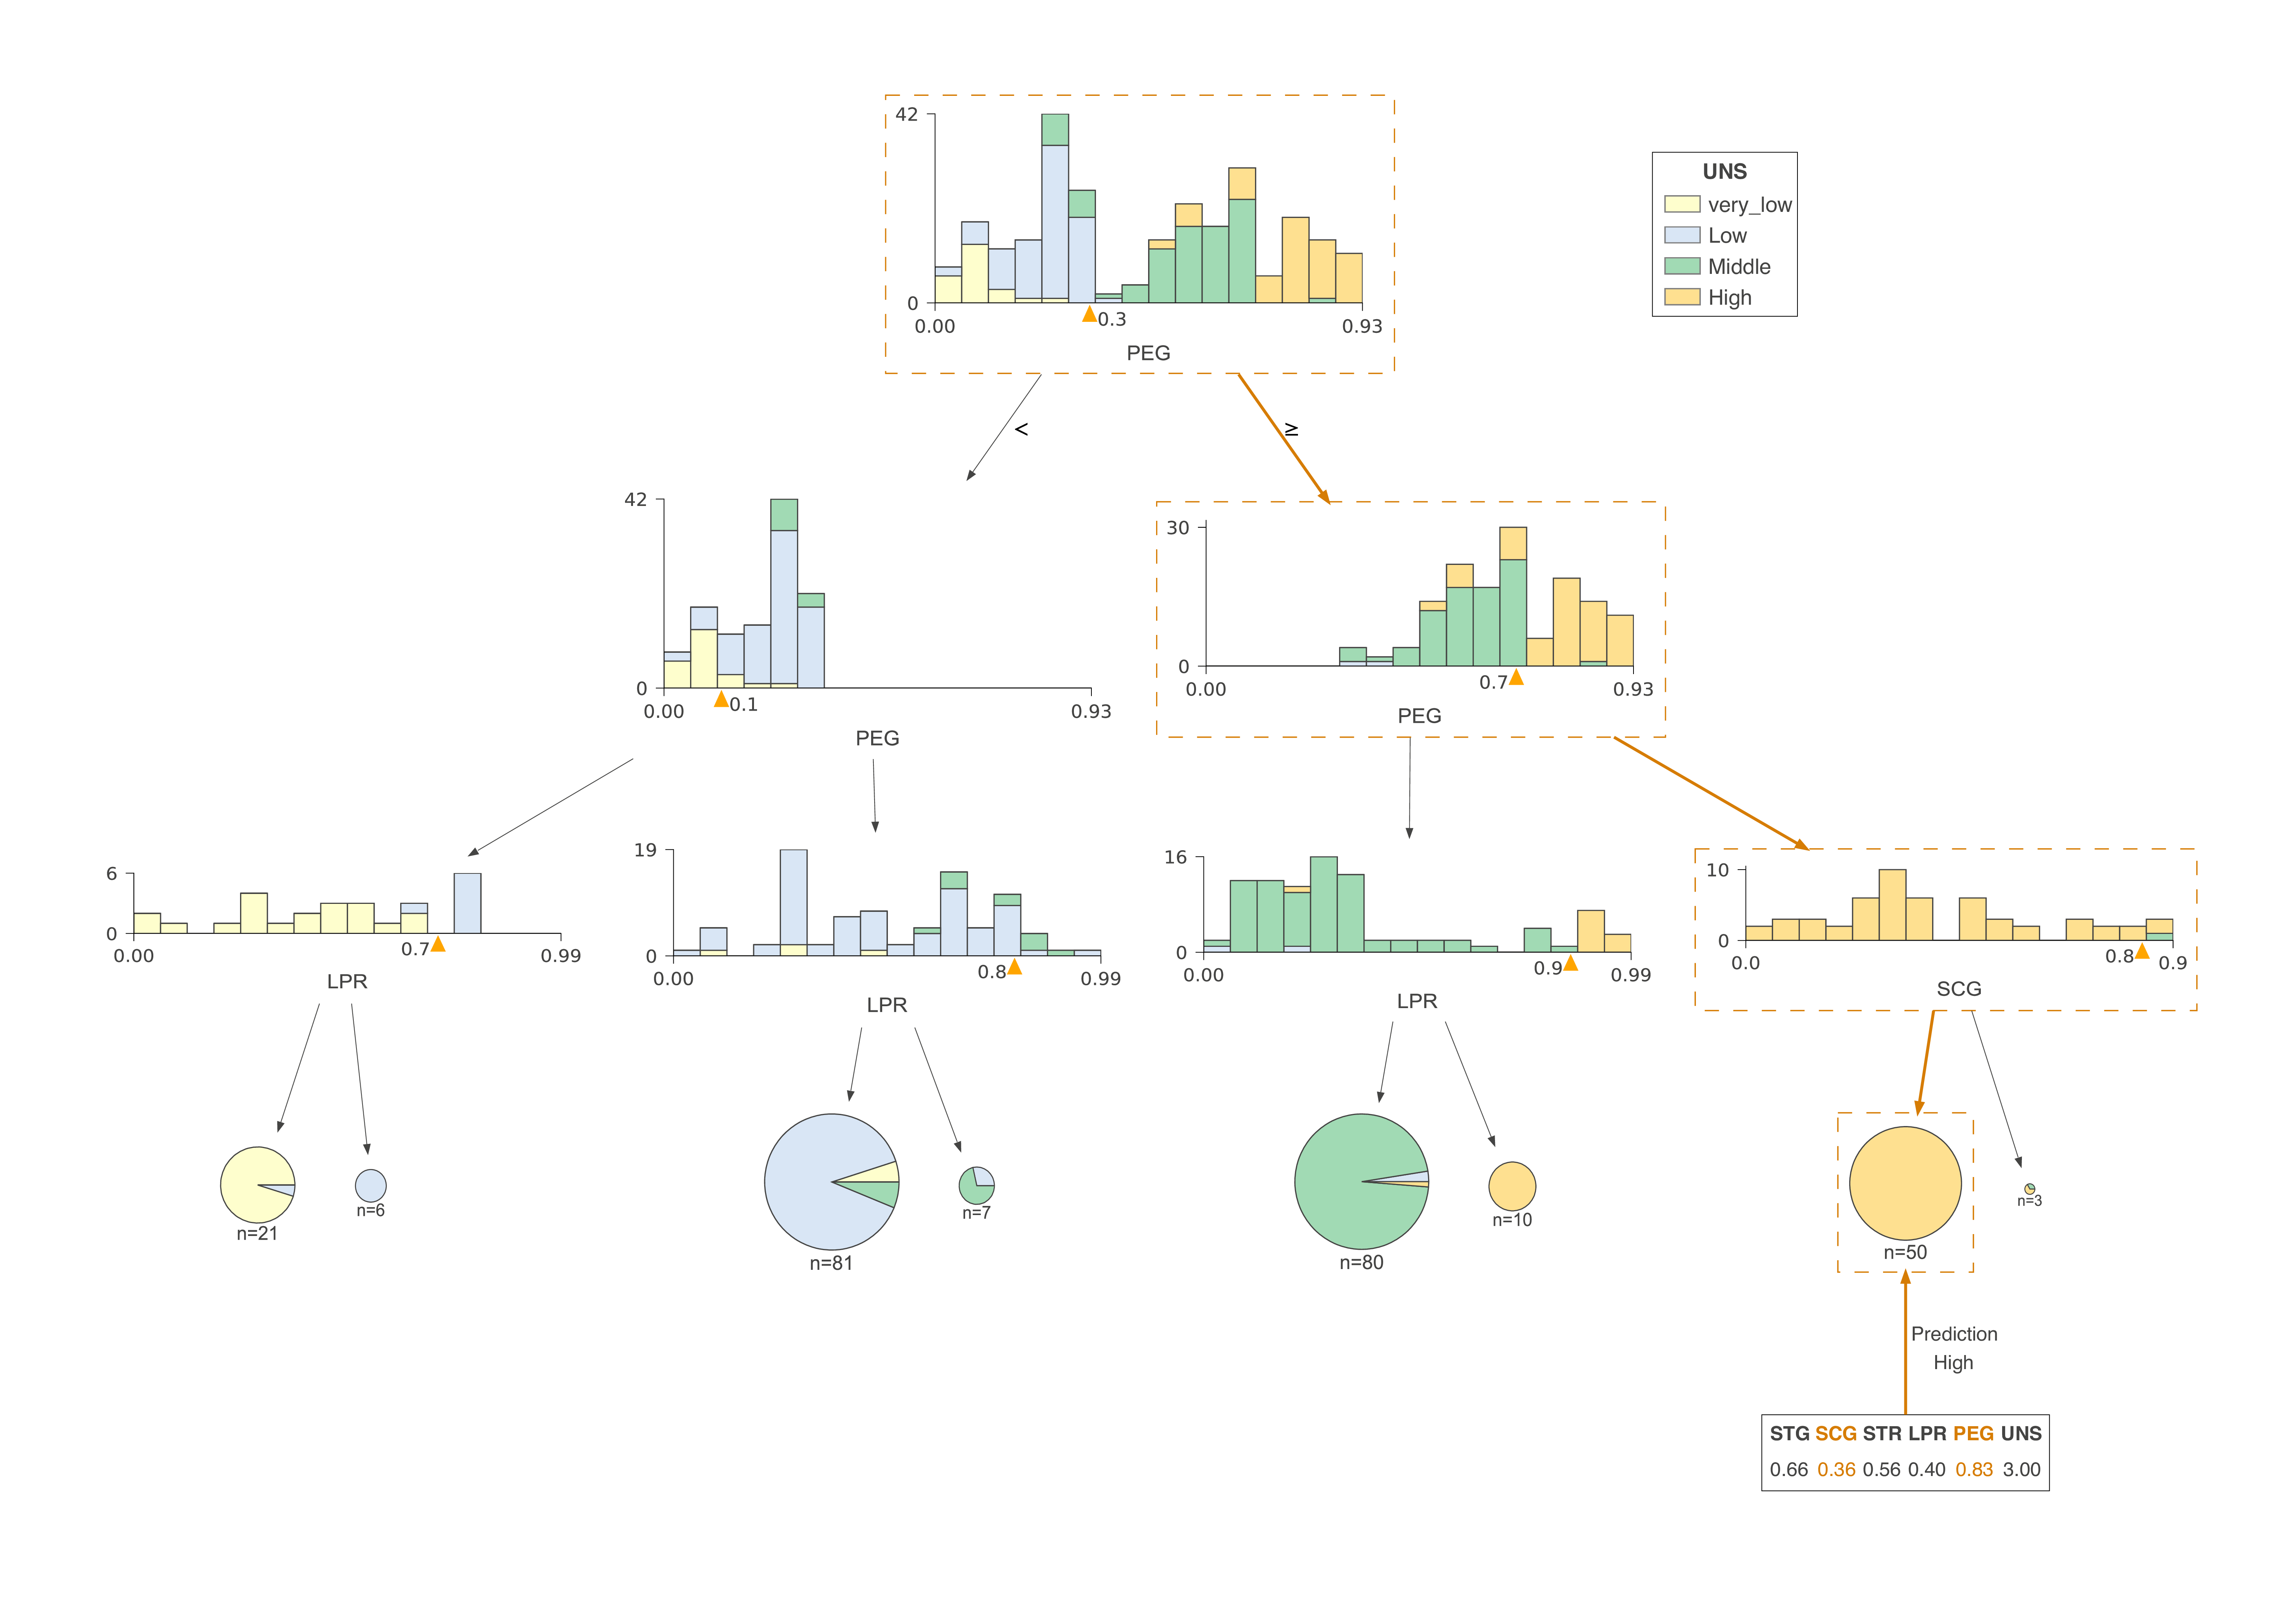 42
0
0.00
0.3
0.93
PEG
UNS
very_low
Low
Middle
High
<
≥
42
0
0.00
0.1
0.93
PEG
30
0
0.00
0.7
0.93
PEG
6
0
0.00
0.7
0.99
LPR
19
0
0.00
0.8
0.99
LPR
16
0
0.00
0.9
0.99
LPR
10
0
0.0
0.8
0.9
SCG
n=21
n=6
n=81
n=7
n=80
n=10
n=50
n=3
Prediction
High
STG SCG STR LPR PEG UNS
0.66 0.36 0.56 0.40 0.83 3.00